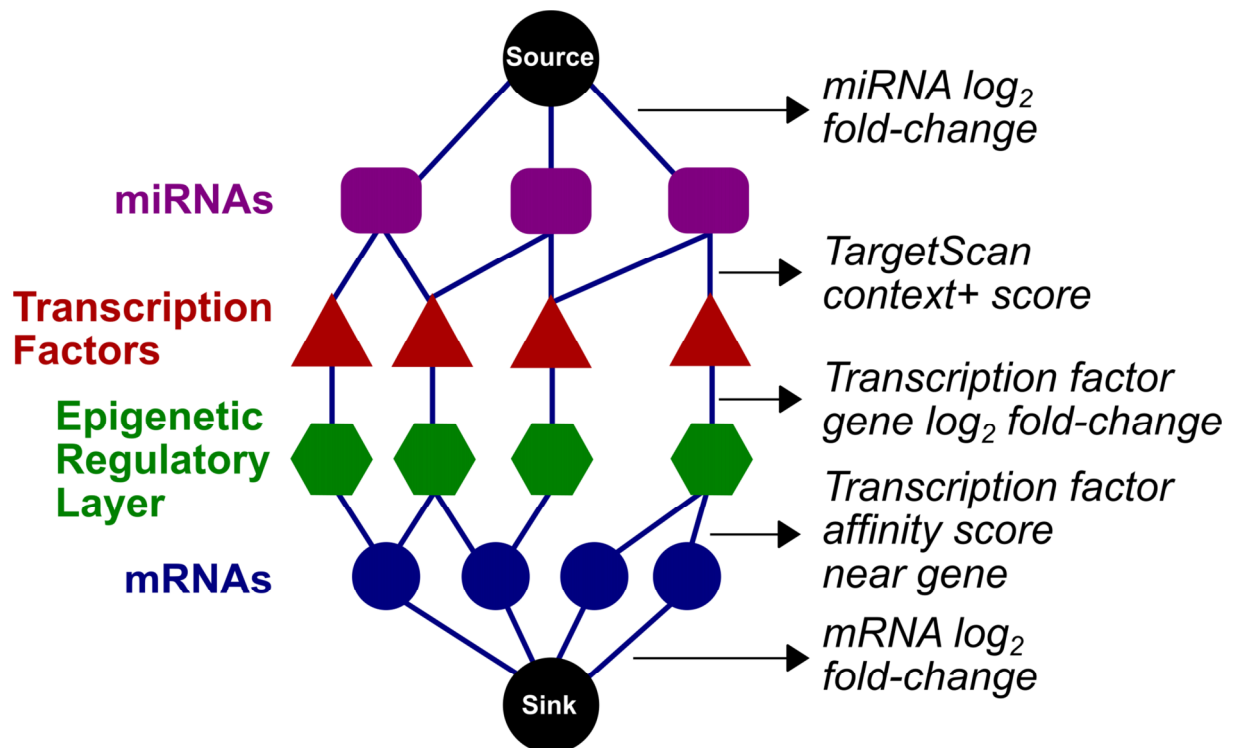 Source
miRNA log₂
fold-change
miRNAs
TargetScan
context+ score
Transcription
Factors
Transcription factor
gene log₂ fold-change
Epigenetic
Regulatory
Layer
Transcription factor
affinity score
near gene
mRNAs
mRNA log₂
fold-change
Sink